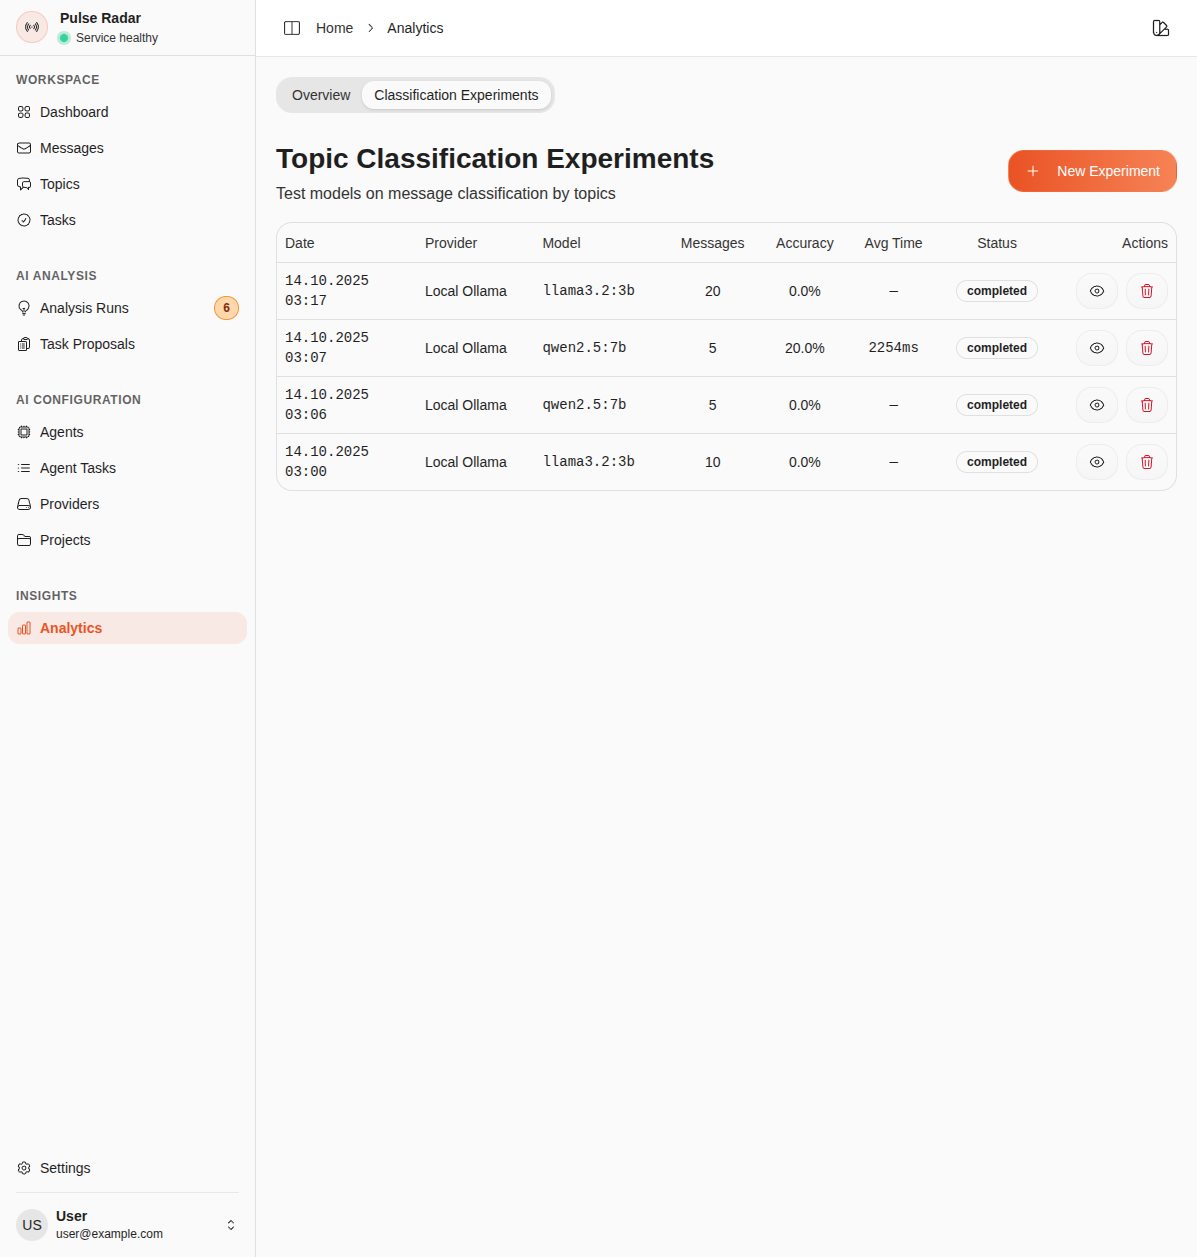 Pulse Radar
Service healthy
WORKSPACE
Dashboard
Messages
Topics
Tasks
AI ANALYSIS
Analysis Runs 6
Task Proposals
AI CONFIGURATION
Agents
Agent Tasks
Providers
Projects
INSIGHTS
Analytics
Settings
US
User
user@example.com
Home > Analytics
Overview Classification Experiments
Topic Classification Experiments
Test models on message classification by topics
New Experiment
Date Provider Model Messages Accuracy Avg Time Status Actions
14.10.2025
03:17 Local Ollama llama3.2:3b 20 0.0% — completed
14.10.2025
03:07 Local Ollama qwen2.5:7b 5 20.0% 2254ms completed
14.10.2025
03:06 Local Ollama qwen2.5:7b 5 0.0% — completed
14.10.2025
03:00 Local Ollama llama3.2:3b 10 0.0% — completed